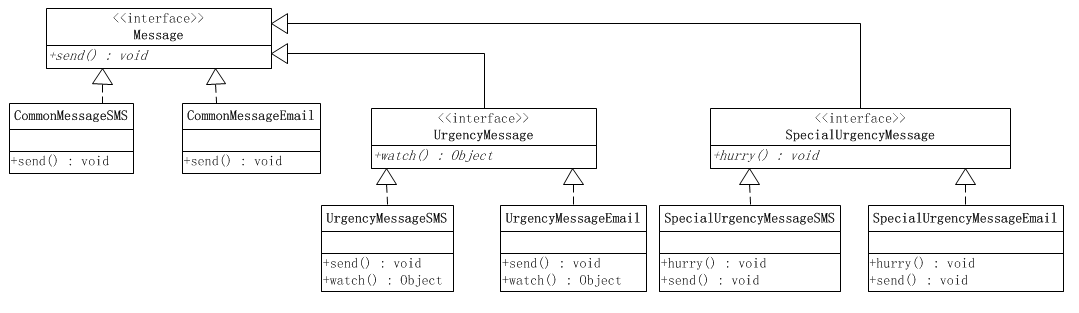 <<interface>>
Message
+send() : void
CommonMessageSMS
+send() : void
CommonMessageEmail
+send() : void
<<interface>>
UrgencyMessage
+watch() : Object
<<interface>>
SpecialUrgencyMessage
+hurry() : void
UrgencyMessageSMS
+send() : void
+watch() : Object
UrgencyMessageEmail
+send() : void
+watch() : Object
SpecialUrgencyMessageSMS
+hurry() : void
+send() : void
SpecialUrgencyMessageEmail
+hurry() : void
+send() : void